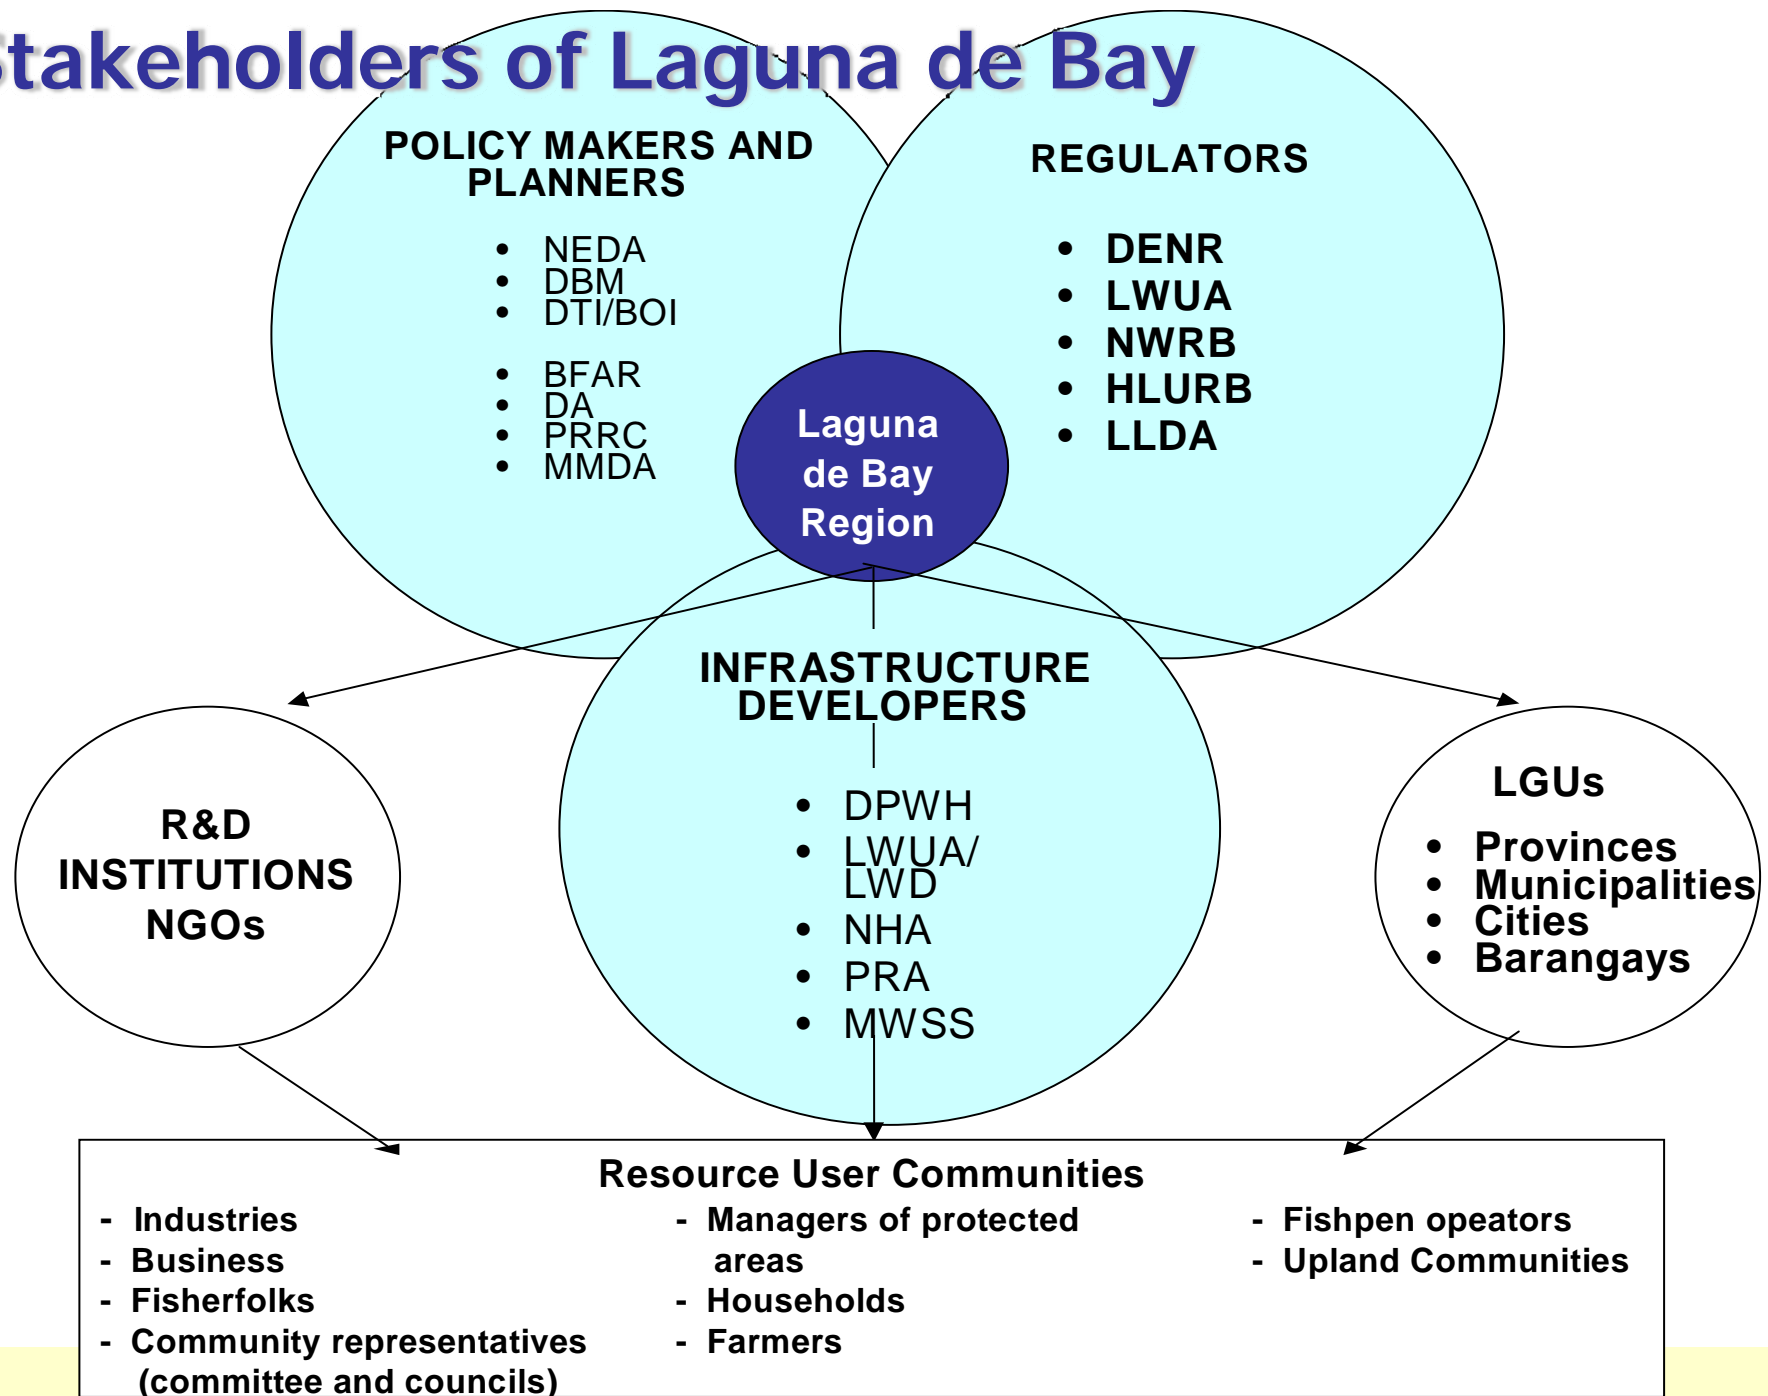 takeholders of Laguna de Bay
POLICY MAKERS AND
PLANNERS
• NEDA
• DBM
• DTI/BOI
• BFAR
• DA
• PRRC
• MMDA
REGULATORS
• DENR
• LWUA
• NWRB
• HLURB
• LLDA
Laguna
de Bay
Region
INFRASTRUCTURE
DEVELOPERS
• DPWH
• LWUA/
LWD
• NHA
• PRA
• MWSS
R&D
INSTITUTIONS
NGOs
LGUs
• Provinces
• Municipalities
• Cities
• Barangays
Resource User Communities
- Industries
- Business
- Fisherfolks
- Community representatives
(committee and councils)
- Managers of protected
areas
- Households
- Farmers
- Fishpen opeators
- Upland Communities